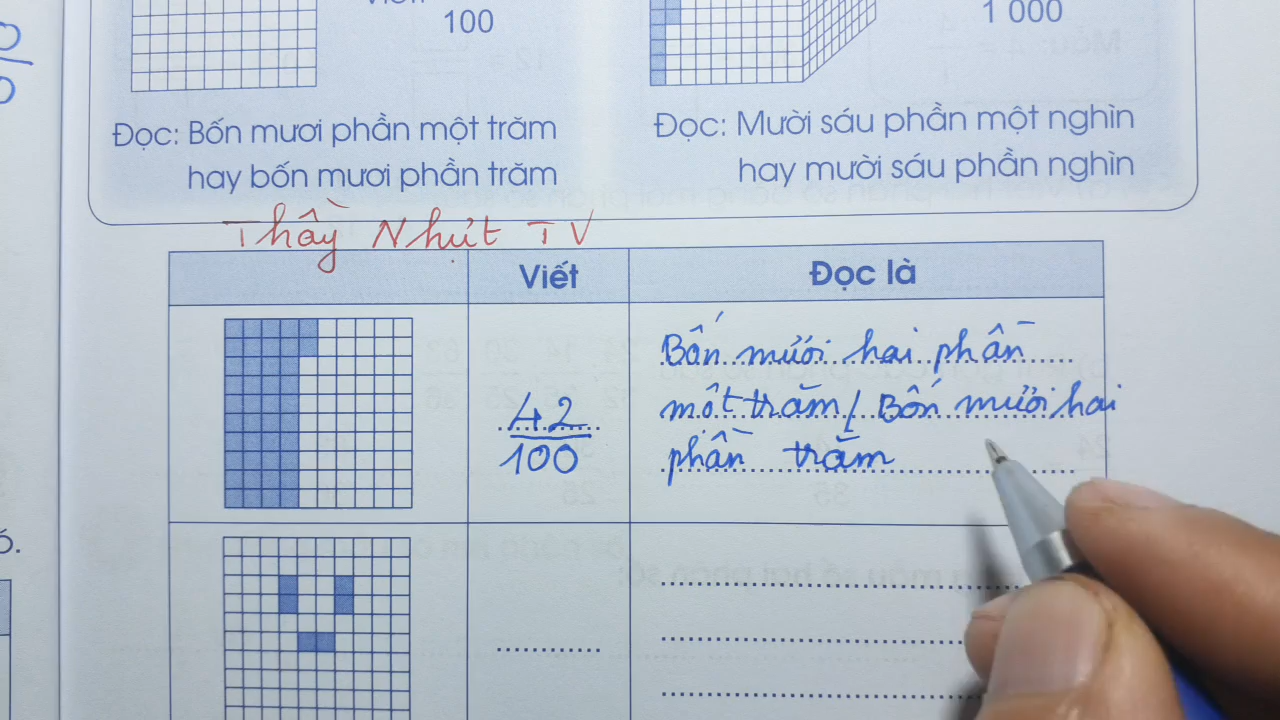 100
1 000
Đọc: Bốn mươi phần một trăm
hay bốn mươi phần trăm
Đọc: Mười sáu phần một nghìn
hay mười sáu phần nghìn
Thầy Nhựt TV
Viết
Đọc là
42
100
Bốn mươi hai phần
một trăm / Bốn mươi hai
phần trăm